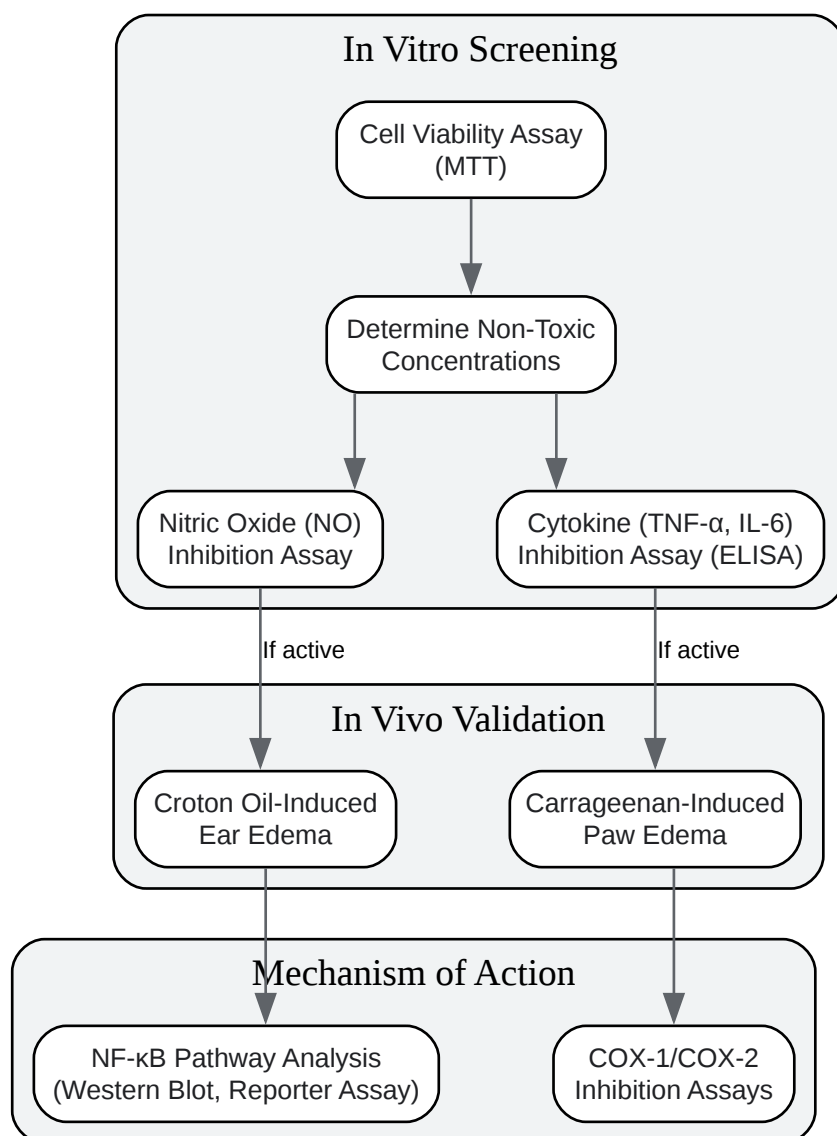 In Vitro Screening
Cell Viability Assay
(MTT)
Determine Non-Toxic
Concentrations
Nitric Oxide (NO)
Inhibition Assay
Cytokine (TNF-α, IL-6)
Inhibition Assay (ELISA)
If active
If active
In Vivo Validation
Croton Oil-Induced
Ear Edema
Carrageenan-Induced
Paw Edema
Mechanism of Action
NF-κB Pathway Analysis
(Western Blot, Reporter Assay)
COX-1/COX-2
Inhibition Assays